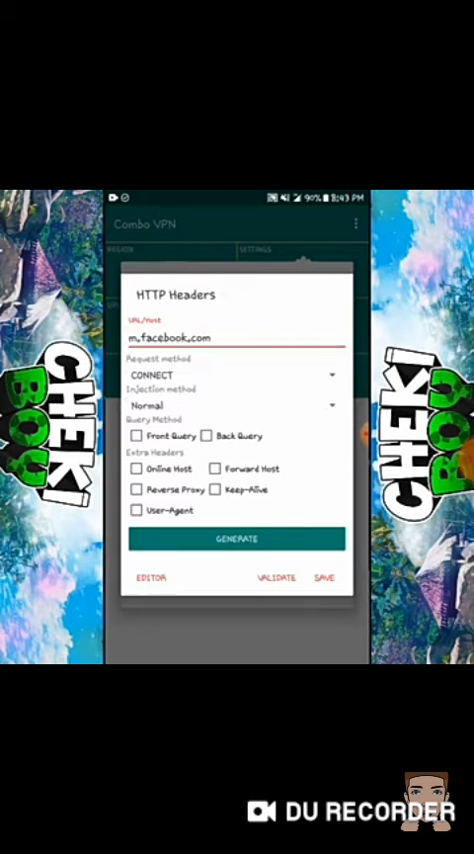 90% 8:43 PM
Combo VPN
REGION SETTINGS
HTTP Headers
URL/Host
m.facebook.com
Request method
CONNECT
Injection method
Normal
Query Method
Front Query Back Query
Extra Headers
Online Host Forward Host
Reverse Proxy Keep-Alive
User-Agent
GENERATE
EDITOR VALIDATE SAVE
CHEKI
BOY
CHEKI
BOY
DU RECORDER